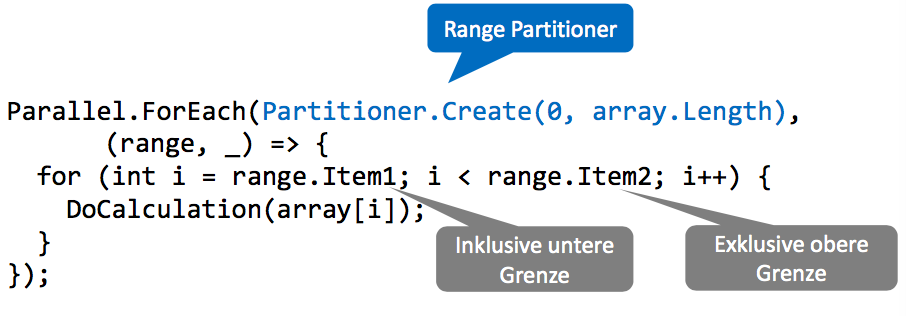 Range Partitioner
Parallel.ForEach(Partitioner.Create(0, array.Length),
(range, _) => {
for (int i = range.Item1; i < range.Item2; i++) {
DoCalculation(array[i]);
}
});
Inklusive untere
Grenze
Exklusive obere
Grenze